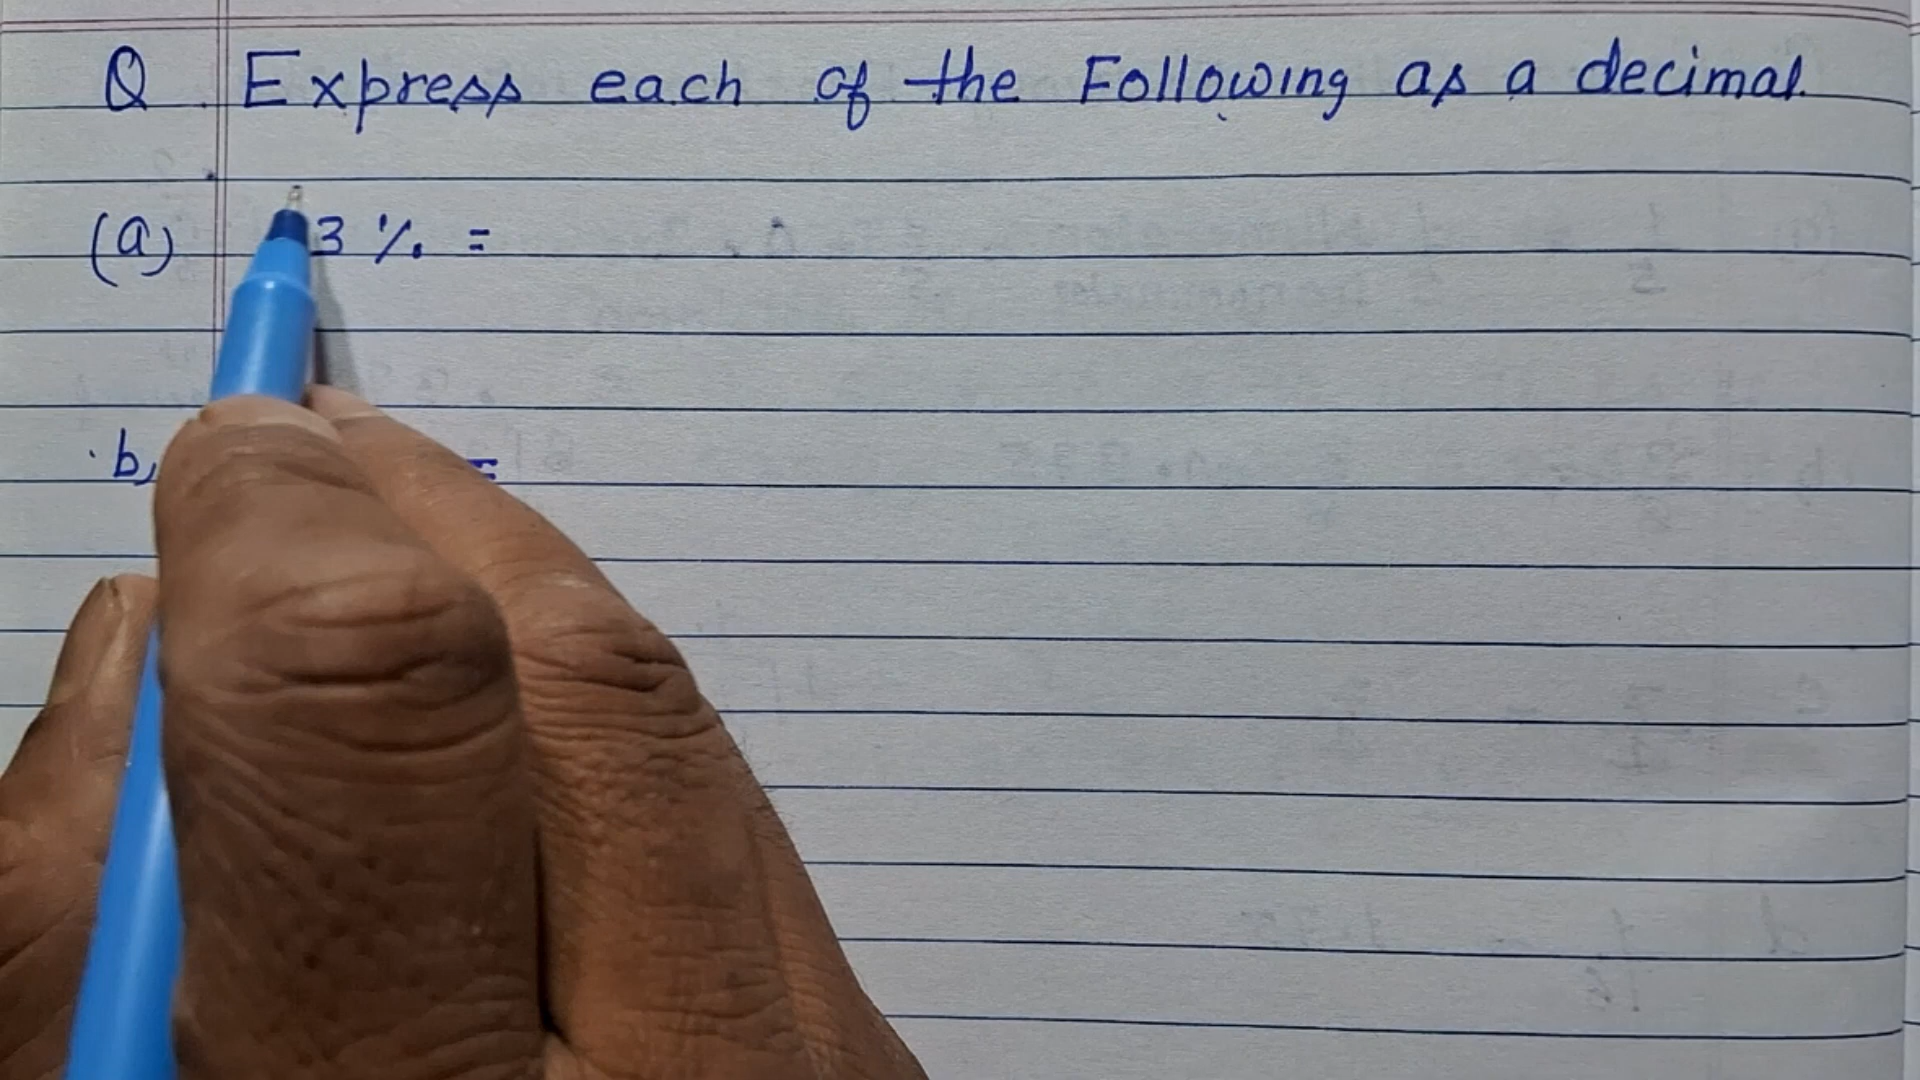 Q Express each of the Following as a decimal.
(a) 3 % =
b, =